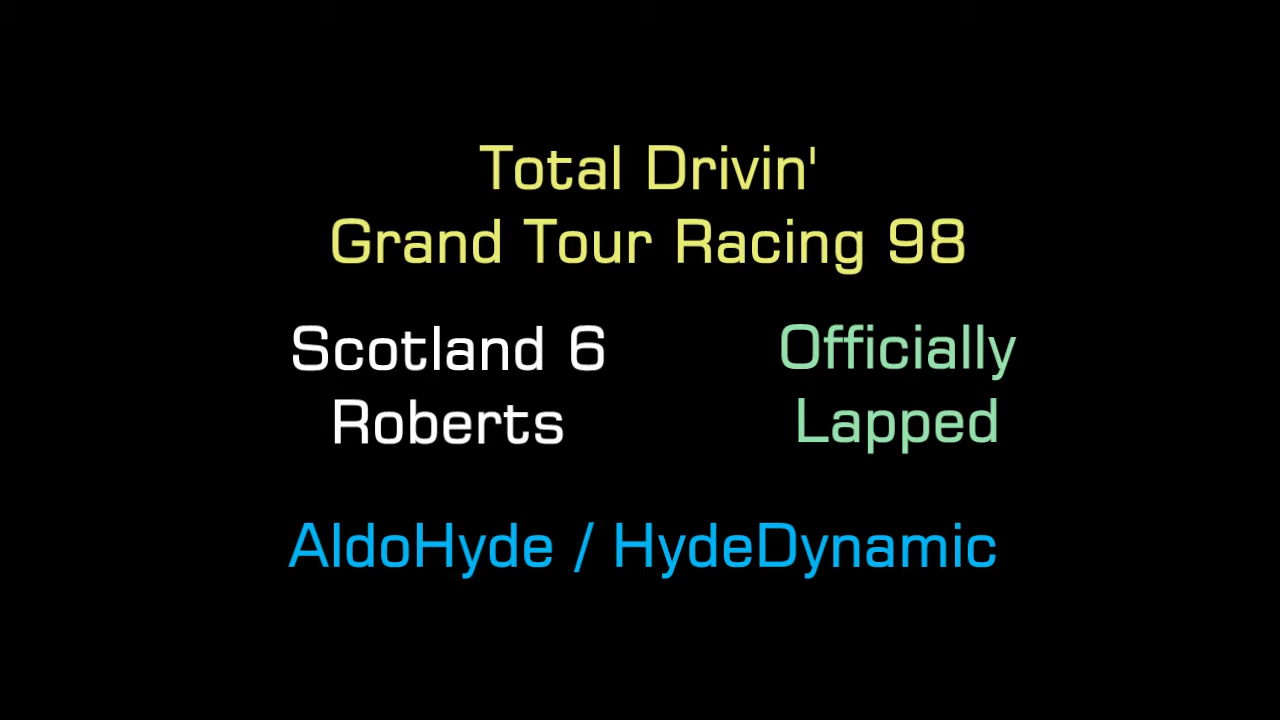 Total Drivin'
Grand Tour Racing 98
Scotland 6
Roberts
Officially
Lapped
AldoHyde / HydeDynamic